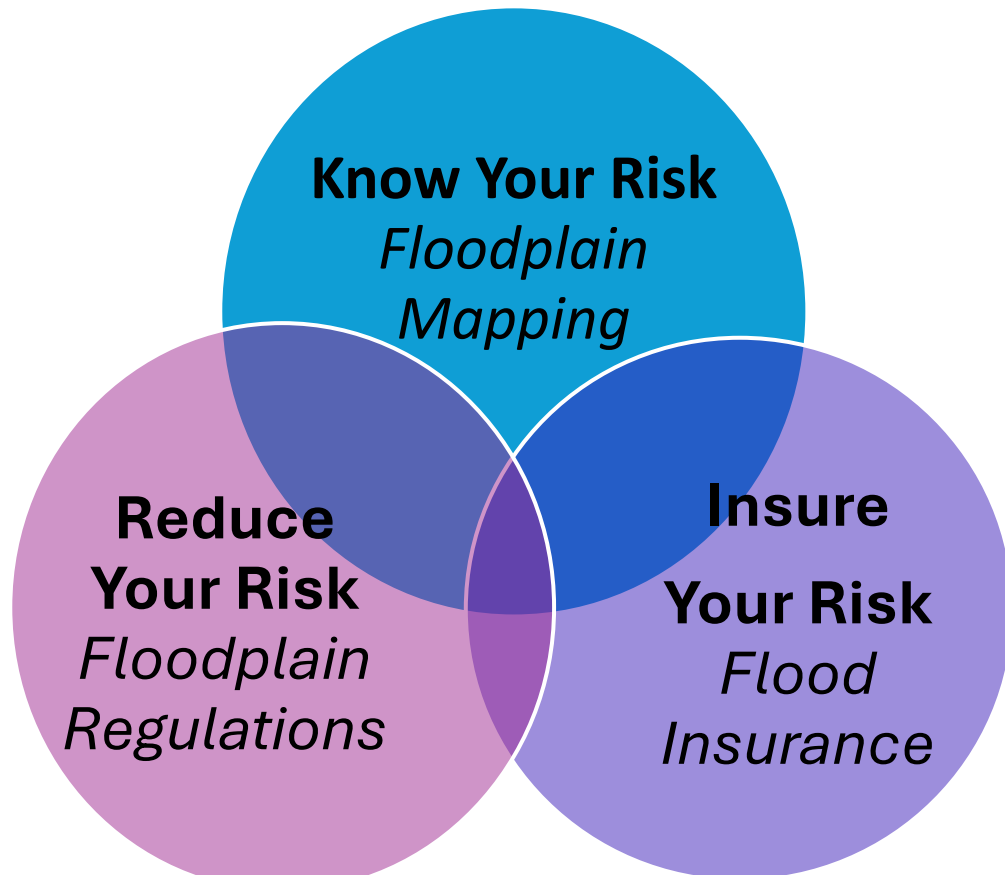 Know Your Risk
Floodplain
Mapping
Reduce
Your Risk
Floodplain
Regulations
Insure
Your Risk
Flood
Insurance